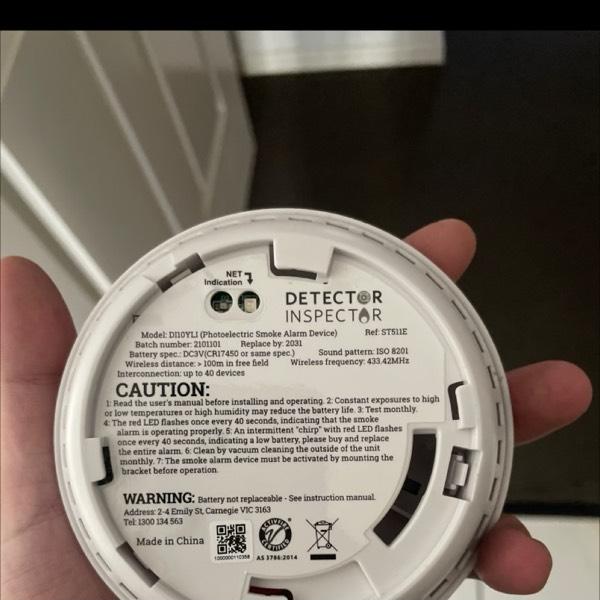 NET
Indication
DETECTOR
INSPECTOR
Model: DI10YLI (Photoelectric Smoke Alarm Device) Ref: ST511E
Batch number: 2101101 Replace by: 2031
Battery spec.: DC3V(CR17450 or same spec.) Sound pattern: ISO 8201
Wireless distance: > 100m in free field Wireless frequency: 433.42MHz
Interconnection: up to 40 devices
CAUTION:
1: Read the user's manual before installing and operating. 2: Constant exposures to high
or low temperatures or high humidity may reduce the battery life. 3: Test monthly.
4: The red LED flashes once every 40 seconds, indicating that the smoke
alarm is operating properly. 5: An intermittent "chirp" with red LED flashes
once every 40 seconds, indicating a low battery, please buy and replace
the entire alarm. 6: Clean by vacuum cleaning the outside of the unit
monthly. 7: The smoke alarm device must be activated by mounting the
bracket before operation.
WARNING: Battery not replaceable - See instruction manual.
Address: 2-4 Emily St, Carnegie VIC 3163
Tel: 1300 134 563
Made in China
1000000110358
ACTIVFIRE
CERTIFIED
AS 3786:2014